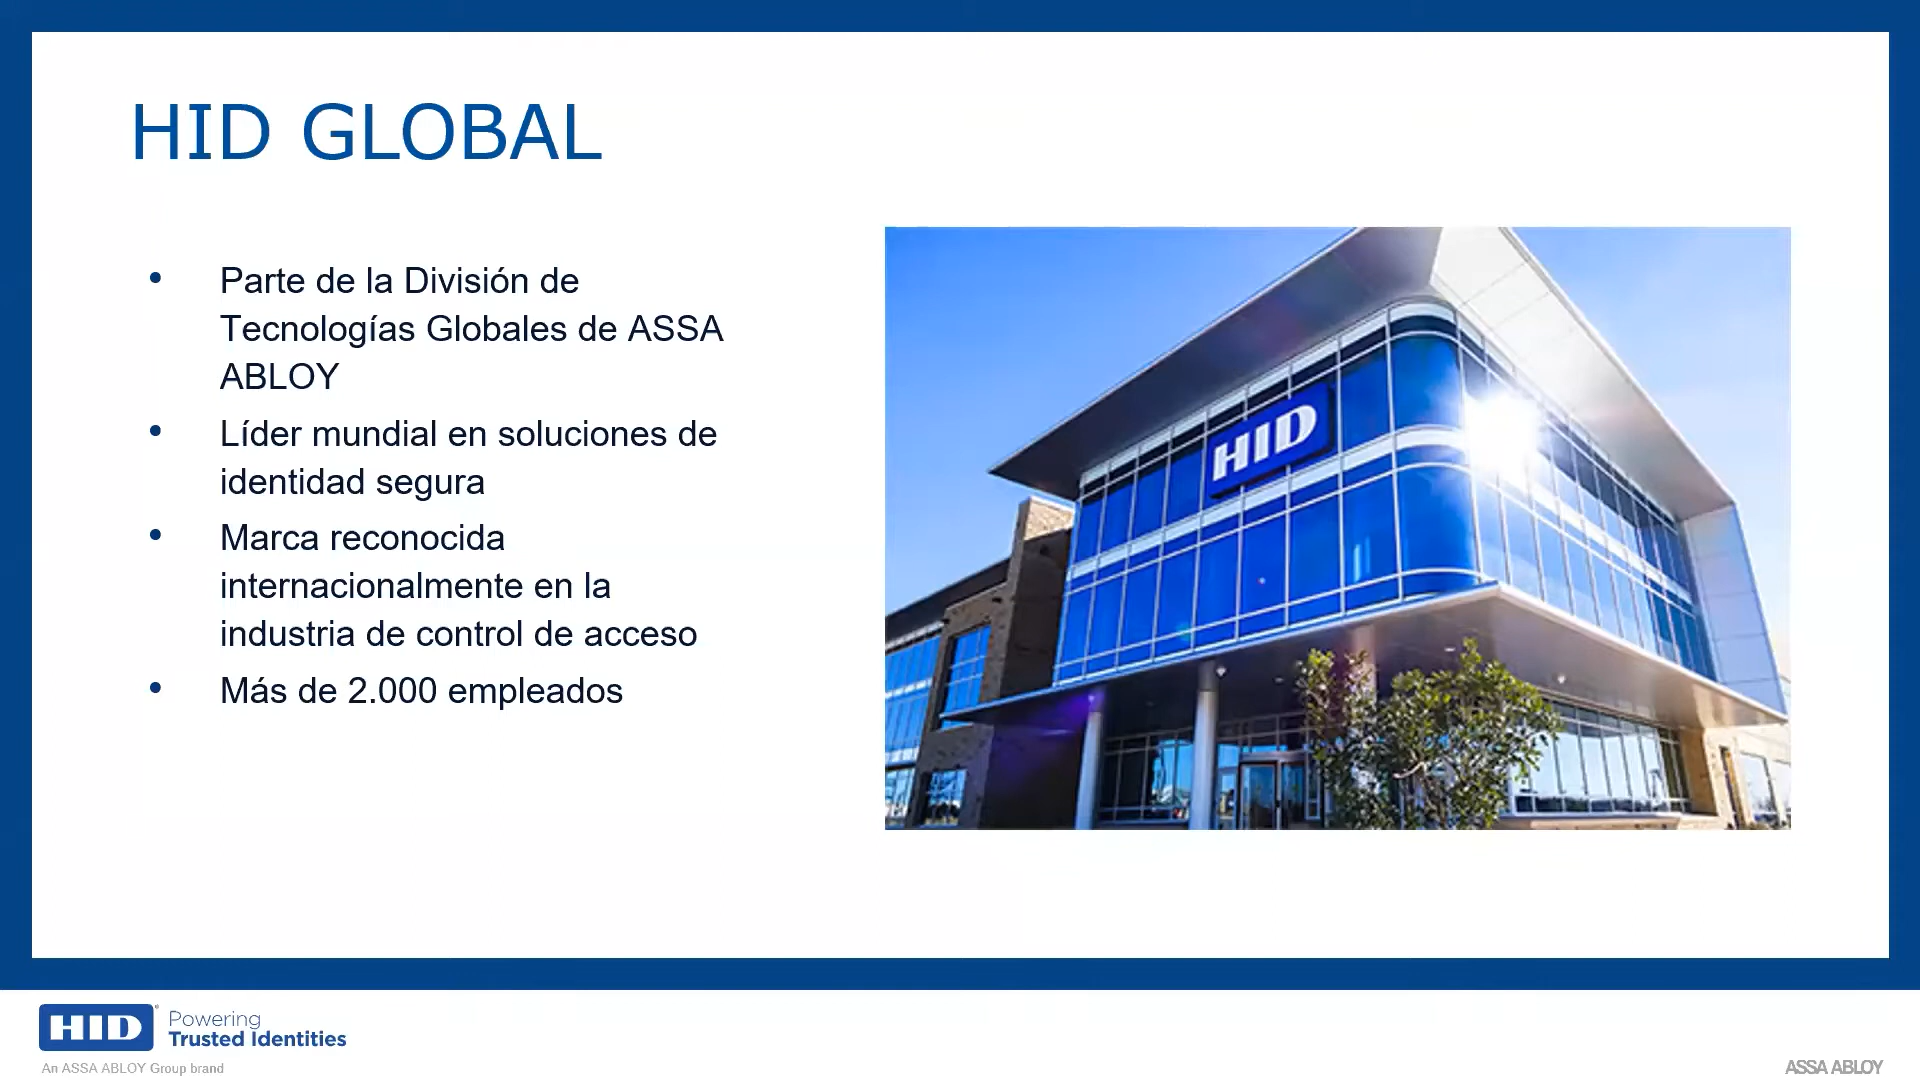 HID GLOBAL
• Parte de la División de
Tecnologías Globales de ASSA
ABLOY
• Líder mundial en soluciones de
identidad segura
• Marca reconocida
internacionalmente en la
industria de control de acceso
• Más de 2.000 empleados
HID
HID® Powering
Trusted Identities
An ASSA ABLOY Group brand
ASSA ABLOY